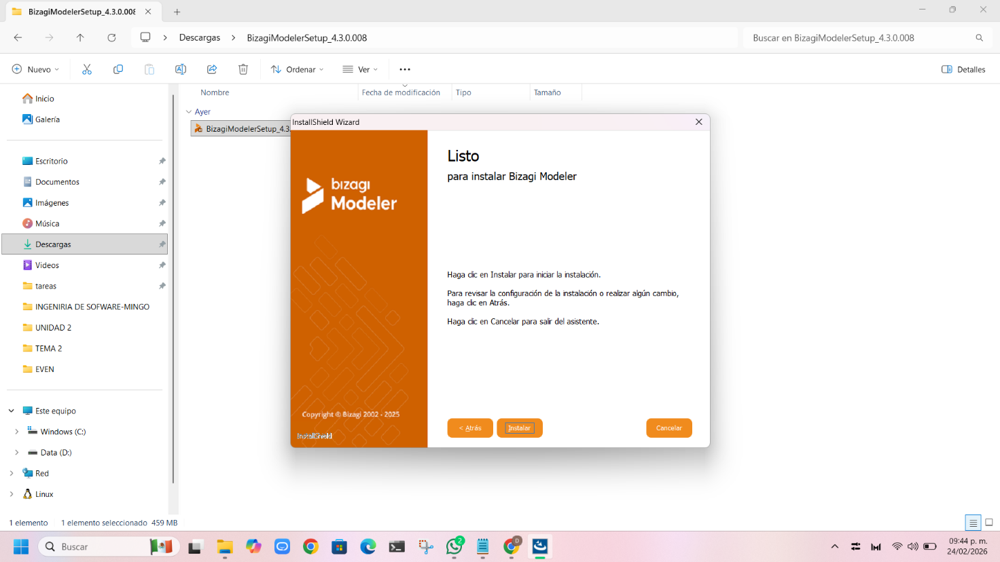 BizagiModelerSetup_4.3.0.008
Descargas
BizagiModelerSetup_4.3.0.008
Buscar en BizagiModelerSetup_4.3.0.008
Nuevo
Ordenar
Ver
Detalles
Nombre
Fecha de modificación
Tipo
Tamaño
Inicio
Galería
Escritorio
Documentos
Imágenes
Música
Descargas
Videos
tareas
INGENIRIA DE SOFWARE-MINGO
UNIDAD 2
TEMA 2
EVEN
Este equipo
Windows (C:)
Data (D:)
Red
Linux
Ayer
BizagiModelerSetup_4.3
InstallShield Wizard
bizagi
Modeler
Copyright © Bizagi 2002 - 2025
InstallShield
Listo
para instalar Bizagi Modeler
Haga clic en Instalar para iniciar la instalación.
Para revisar la configuración de la instalación o realizar algún cambio,
haga clic en Atrás.
Haga clic en Cancelar para salir del asistente.
< Atrás
Instalar
Cancelar
1 elemento
1 elemento seleccionado 459 MB
Buscar
2
D
09:44 p. m.
24/02/2026